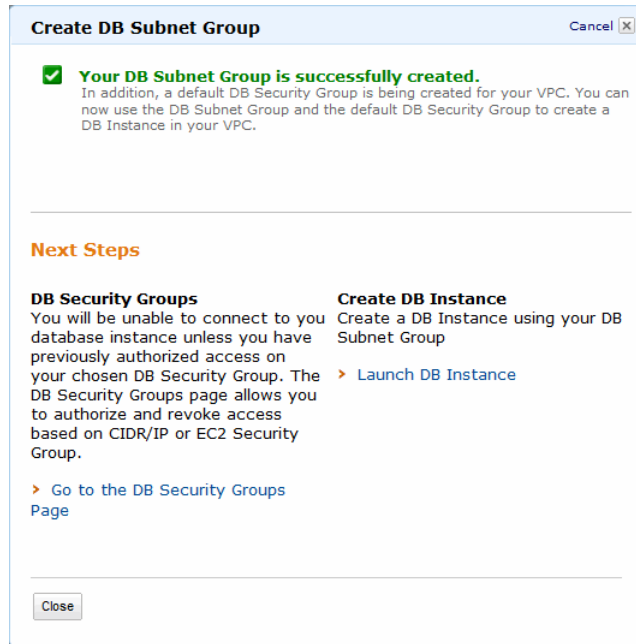 Create DB Subnet Group
Cancel
Your DB Subnet Group is successfully created.
In addition, a default DB Security Group is being created for your VPC. You can
now use the DB Subnet Group and the default DB Security Group to create a
DB Instance in your VPC.
Next Steps
DB Security Groups
You will be unable to connect to you
database instance unless you have
previously authorized access on
your chosen DB Security Group. The
DB Security Groups page allows you
to authorize and revoke access
based on CIDR/IP or EC2 Security
Group.
> Go to the DB Security Groups
Page
Create DB Instance
Create a DB Instance using your DB
Subnet Group
> Launch DB Instance
Close